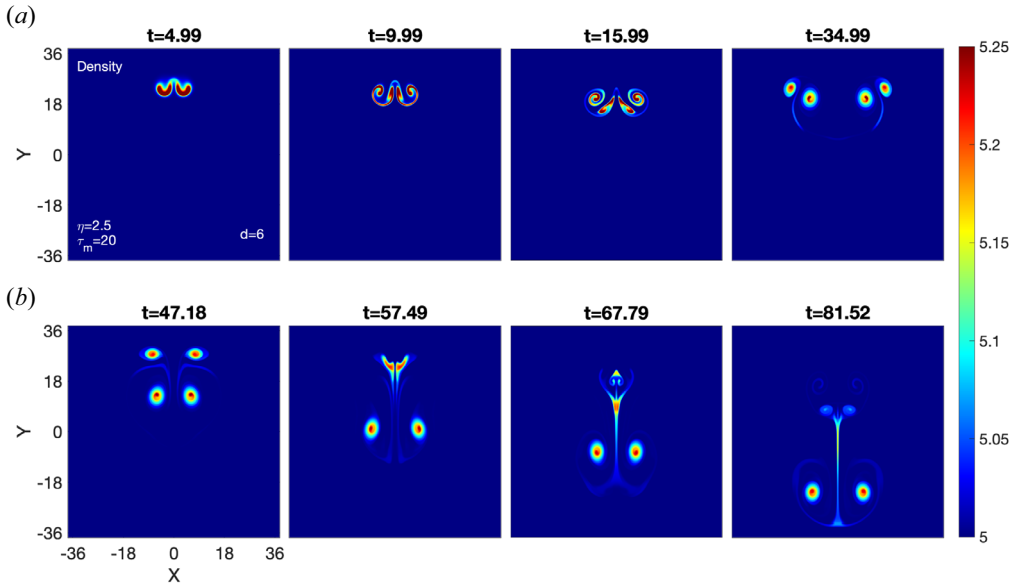 (a)
t=4.99 t=9.99 t=15.99 t=34.99
Density
36
18
0
-18
-36
Y
η=2.5
τm=20
d=6
5.25
5.2
5.15
5.1
5.05
5
(b)
t=47.18 t=57.49 t=67.79 t=81.52
36
18
0
-18
-36
Y
-36 -18 0 18 36
X